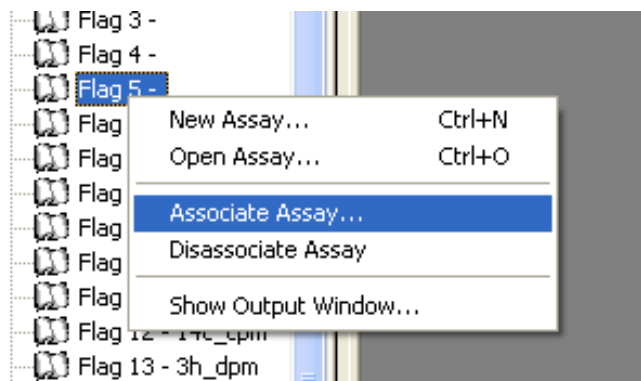 Flag 3 -
Flag 4 -
Flag 5 -
Flag
New Assay... Ctrl+N
Flag
Open Assay... Ctrl+O
Flag
Associate Assay...
Flag
Disassociate Assay
Flag
Flag
Show Output Window...
Flag 12 - 14c_cpm
Flag 13 - 3h_dpm